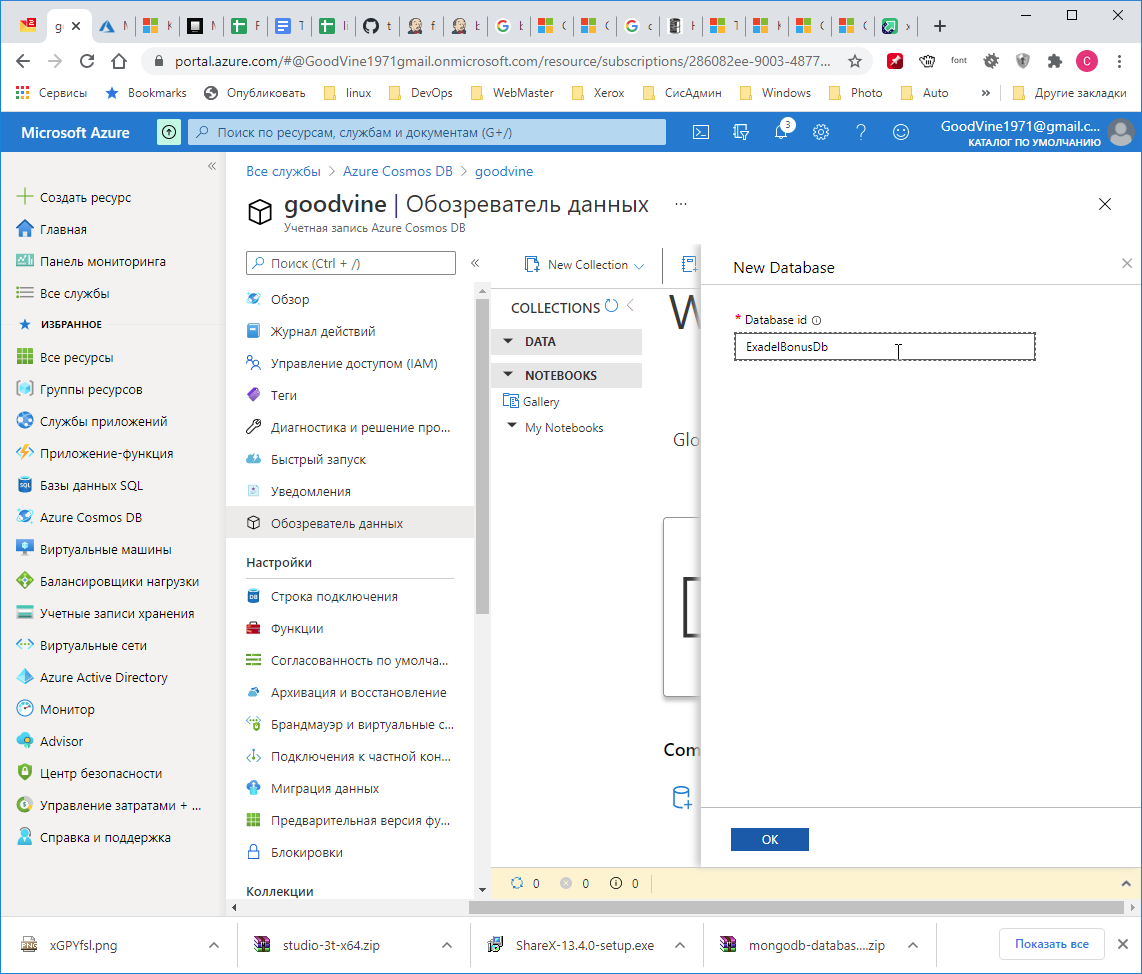 portal.azure.com/#@GoodVine1971gmail.onmicrosoft.com/resource/subscriptions/286082ee-9003-4877...
font
C
Сервисы
Bookmarks
Опубликовать
linux
DevOps
WebMaster
Xerox
СисАдмин
Windows
Photo
Auto
»
Другие закладки
Microsoft Azure
Поиск по ресурсам, службам и документам (G+/)
3
GoodVine1971@gmail.c...
КАТАЛОГ ПО УМОЛЧАНИЮ
Создать ресурс
Главная
Панель мониторинга
Все службы
ИЗБРАННОЕ
Все ресурсы
Группы ресурсов
Службы приложений
Приложение-функция
Базы данных SQL
Azure Cosmos DB
Виртуальные машины
Балансировщики нагрузки
Учетные записи хранения
Виртуальные сети
Azure Active Directory
Монитор
Advisor
Центр безопасности
Управление затратами + ...
Справка и поддержка
Все службы > Azure Cosmos DB > goodvine
goodvine | Обозреватель данных ...
Учетная запись Azure Cosmos DB
Поиск (Ctrl + /)
Обзор
Журнал действий
Управление доступом (IAM)
Теги
Диагностика и решение про...
Быстрый запуск
Уведомления
Обозреватель данных
Настройки
Строка подключения
Функции
Согласованность по умолча...
Архивация и восстановление
Брандмауэр и виртуальные с...
Подключения к частной кон...
Миграция данных
Предварительная версия фу...
Блокировки
Коллекции
New Collection
COLLECTIONS
DATA
NOTEBOOKS
Gallery
My Notebooks
W
Glo
Com
New Database
* Database id
ExadelBonusDb
OK
0 0 0
xGPYfsl.png
studio-3t-x64.zip
ShareX-13.4.0-setup.exe
mongodb-databas....zip
Показать все